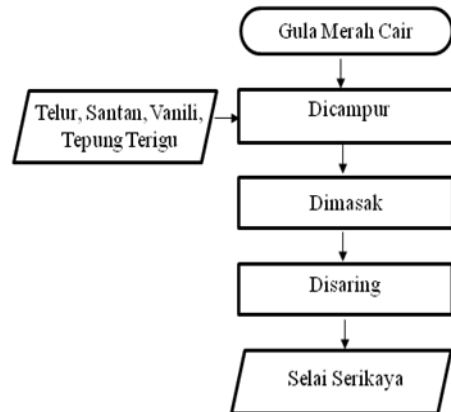 Gula Merah Cair
Telur, Santan, Vanili,
Tepung Terigu
Dicampur
Dimasak
Disaring
Selai Serikaya